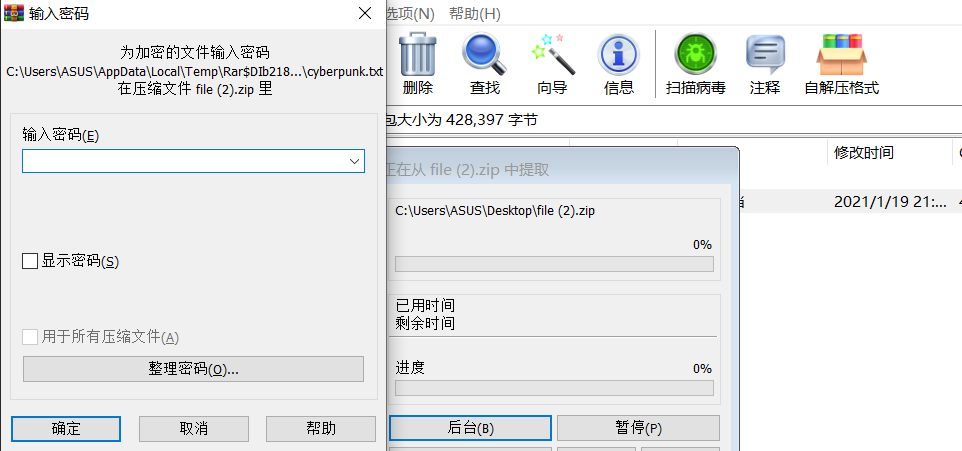 输入密码
为加密的文件输入密码
C:\Users\ASUS\AppData\Local\Temp\Rar$DIb218...\cyberpunk.txt
在压缩文件 file (2).zip 里
输入密码(E)
显示密码(S)
用于所有压缩文件(A)
整理密码(O)...
确定
取消
帮助
选项(N)
帮助(H)
删除
查找
向导
信息
扫描病毒
注释
自解压格式
包大小为 428,397 字节
修改时间
2021/1/19 21:...
正在从 file (2).zip 中提取
C:\Users\ASUS\Desktop\file (2).zip
0%
已用时间
剩余时间
进度
0%
后台(B)
暂停(P)